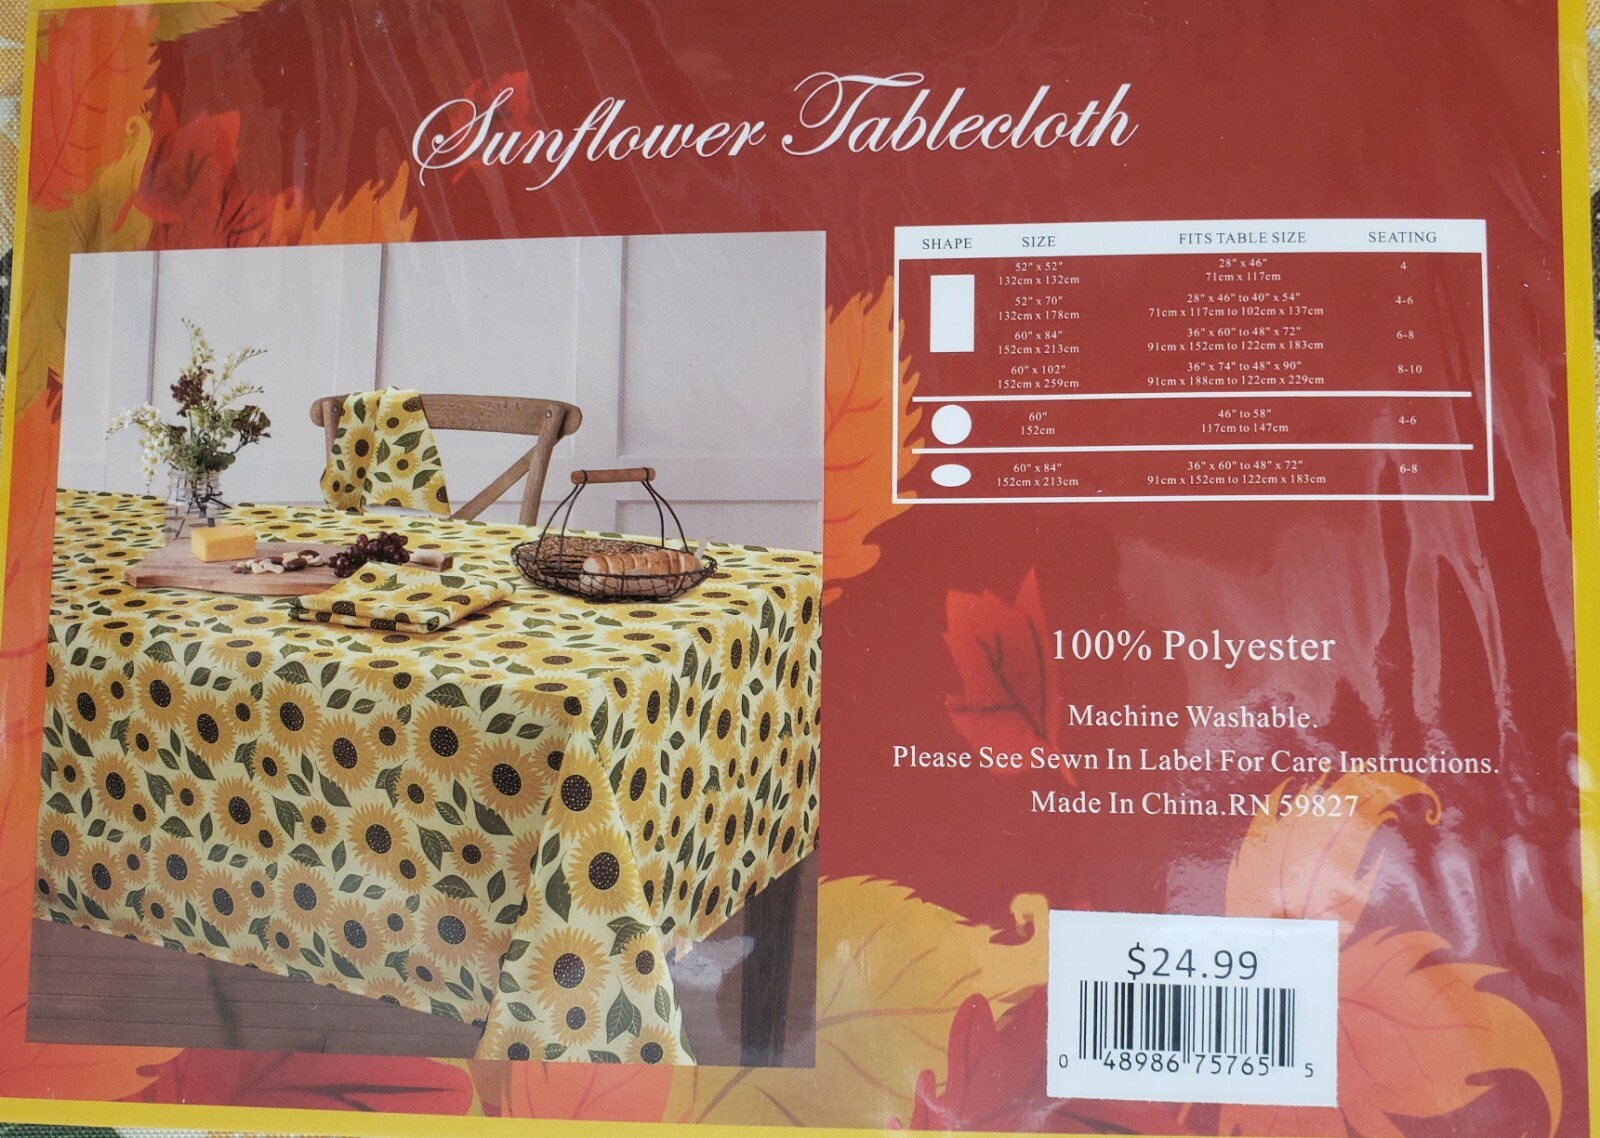 Sunflower Tablecloth
SHAPE SIZE FITS TABLE SIZE SEATING
52" x 52" 28" x 46" 4
132cm x 132cm 71cm x 117cm
52" x 70" 28" x 46" to 40" x 54" 4-6
132cm x 178cm 71cm x 117cm to 102cm x 137cm
60" x 84" 36" x 60" to 48" x 72" 6-8
152cm x 213cm 91cm x 152cm to 122cm x 183cm
60" x 102" 36" x 74" to 48" x 90" 8-10
152cm x 259cm 91cm x 188cm to 122cm x 229cm
60" 46" to 58" 4-6
152cm 117cm to 147cm
60" x 84" 36" x 60" to 48" x 72" 6-8
152cm x 213cm 91cm x 152cm to 122cm x 183cm
100% Polyester
Machine Washable.
Please See Sewn In Label For Care Instructions.
Made In China.RN 59827
$24.99
0 48986 75765 5